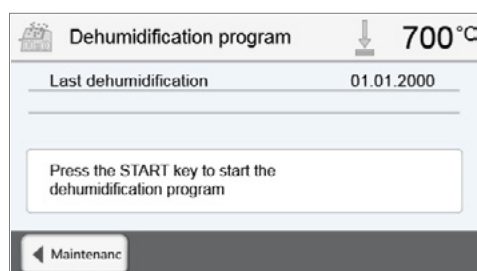 Dehumidification program 700°C
Last dehumidification 01.01.2000
Press the START key to start the
dehumidification program
Maintenanc